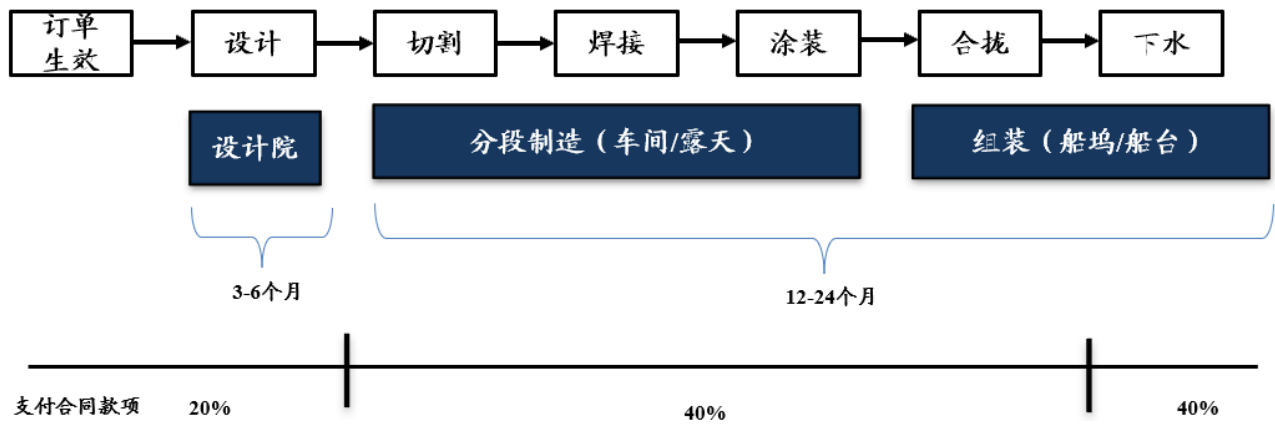 订单
生效
设计
切割
焊接
涂装
合拢
下水
设计院
分段制造（车间/露天）
组装（船坞/船台）
3-6个月
12-24个月
支付合同款项
20%
40%
40%